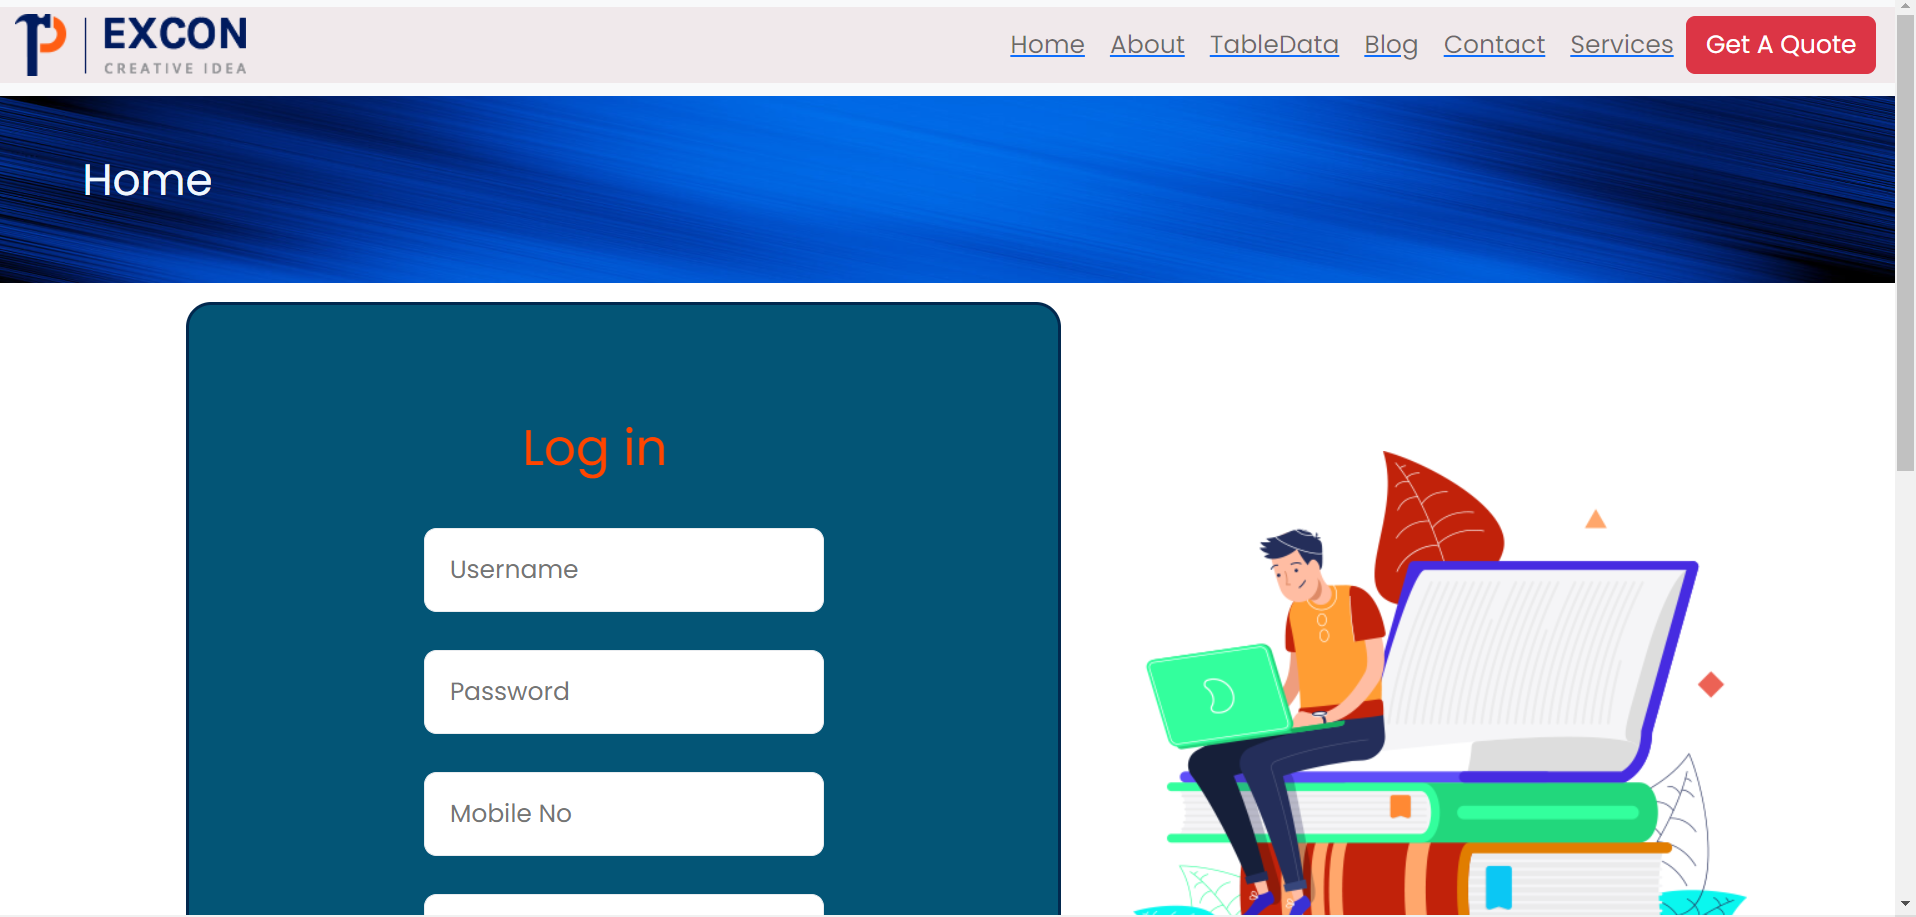 EXCON
CREATIVE IDEA
Home About TableData Blog Contact Services Get A Quote
Home
Log in
Username
Password
Mobile No